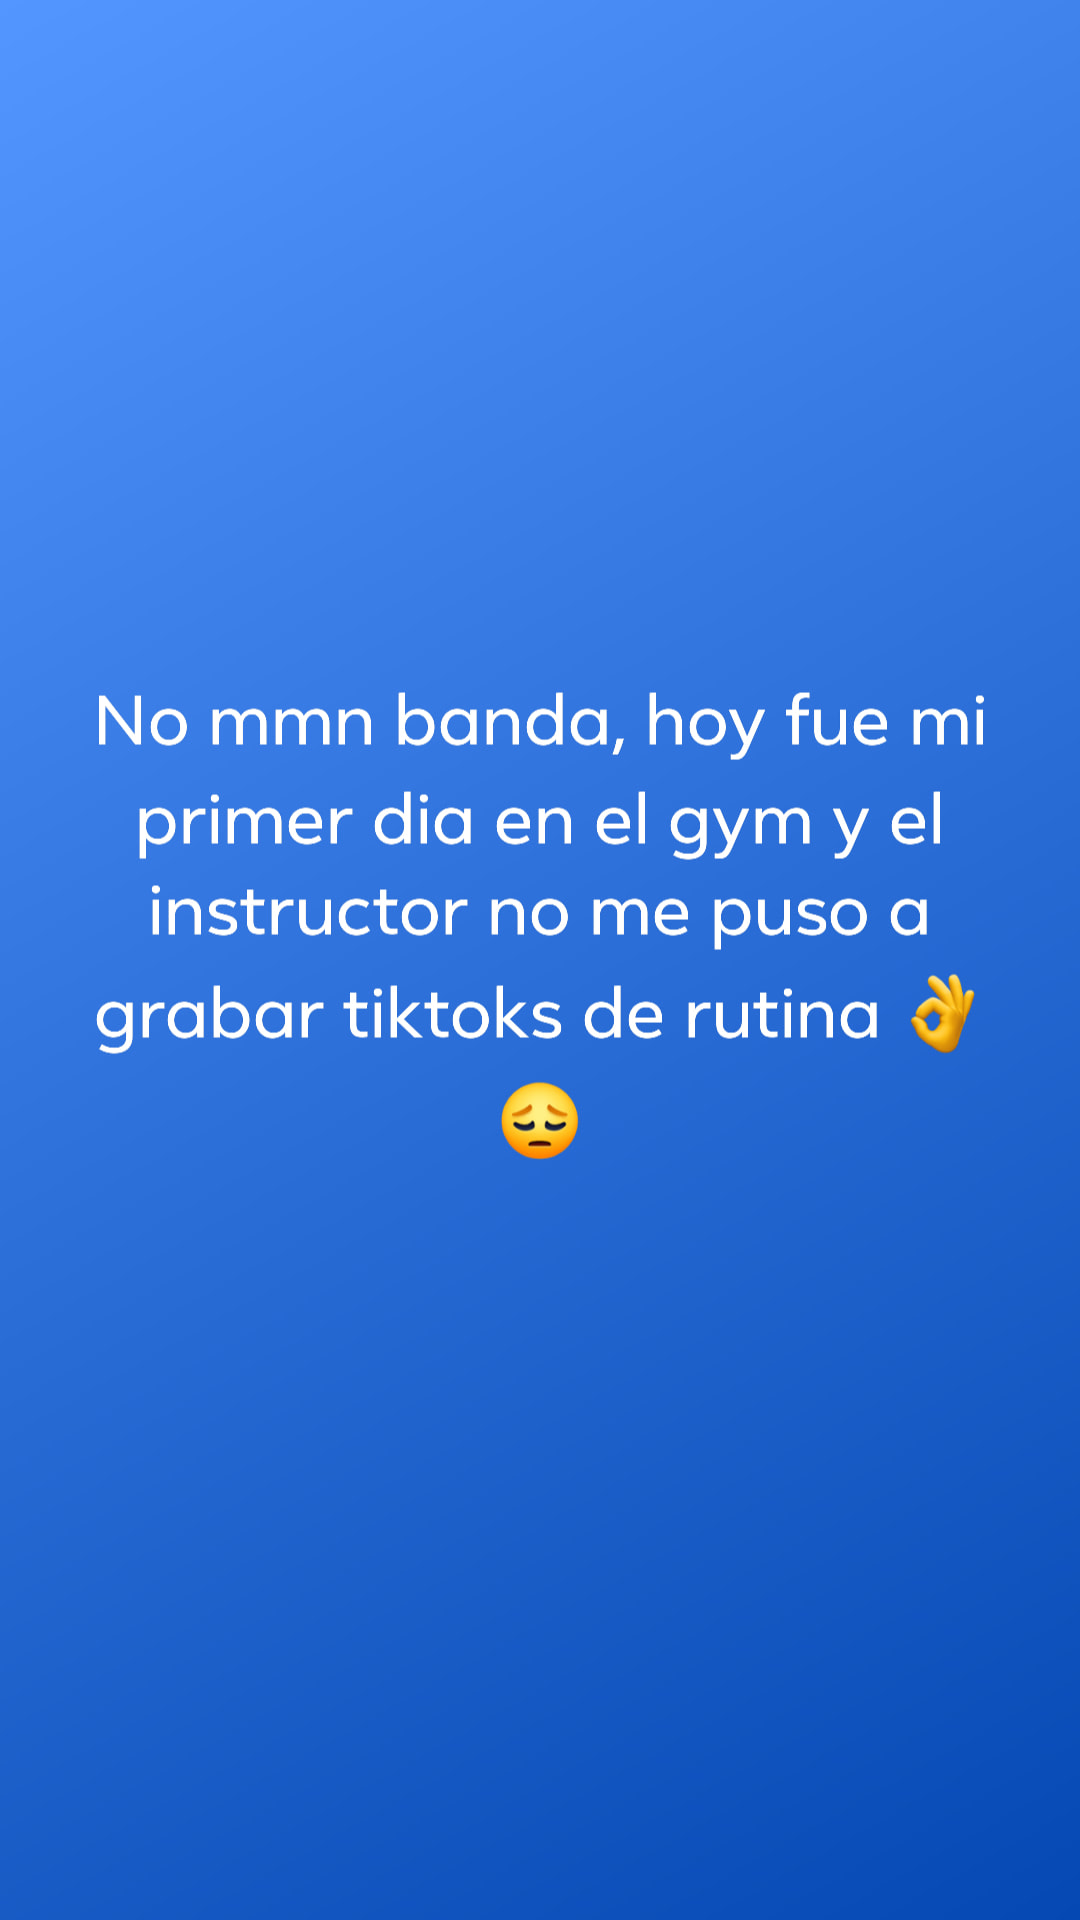 No mmn banda, hoy fue mi
primer dia en el gym y el
instructor no me puso a
grabar tiktoks de rutina 👌
😔